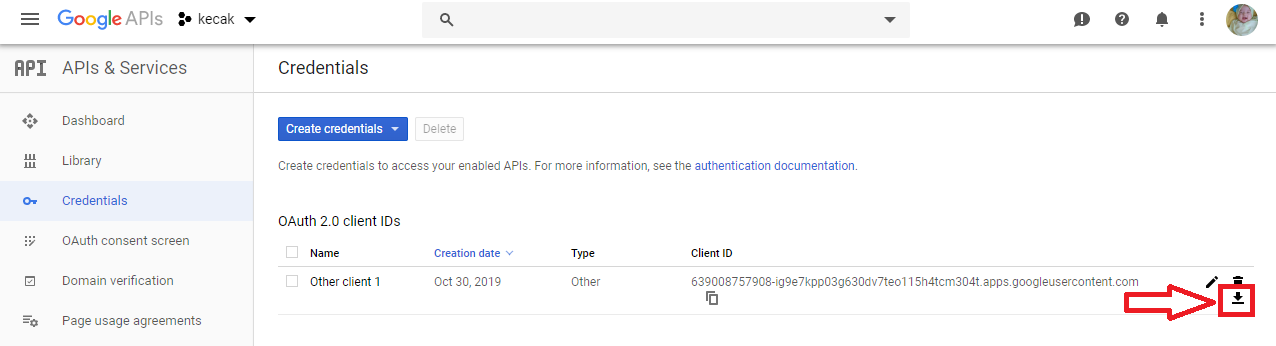 Google APIs kecak
API APIs & Services Credentials
Dashboard
Library
Credentials
OAuth consent screen
Domain verification
Page usage agreements
Create credentials Delete
Create credentials to access your enabled APIs. For more information, see the authentication documentation.
OAuth 2.0 client IDs
Name Creation date Type Client ID
Other client 1 Oct 30, 2019 Other 639008757908-ig9e7kpp03g630dv7teo115h4tcm304t.apps.googleusercontent.com